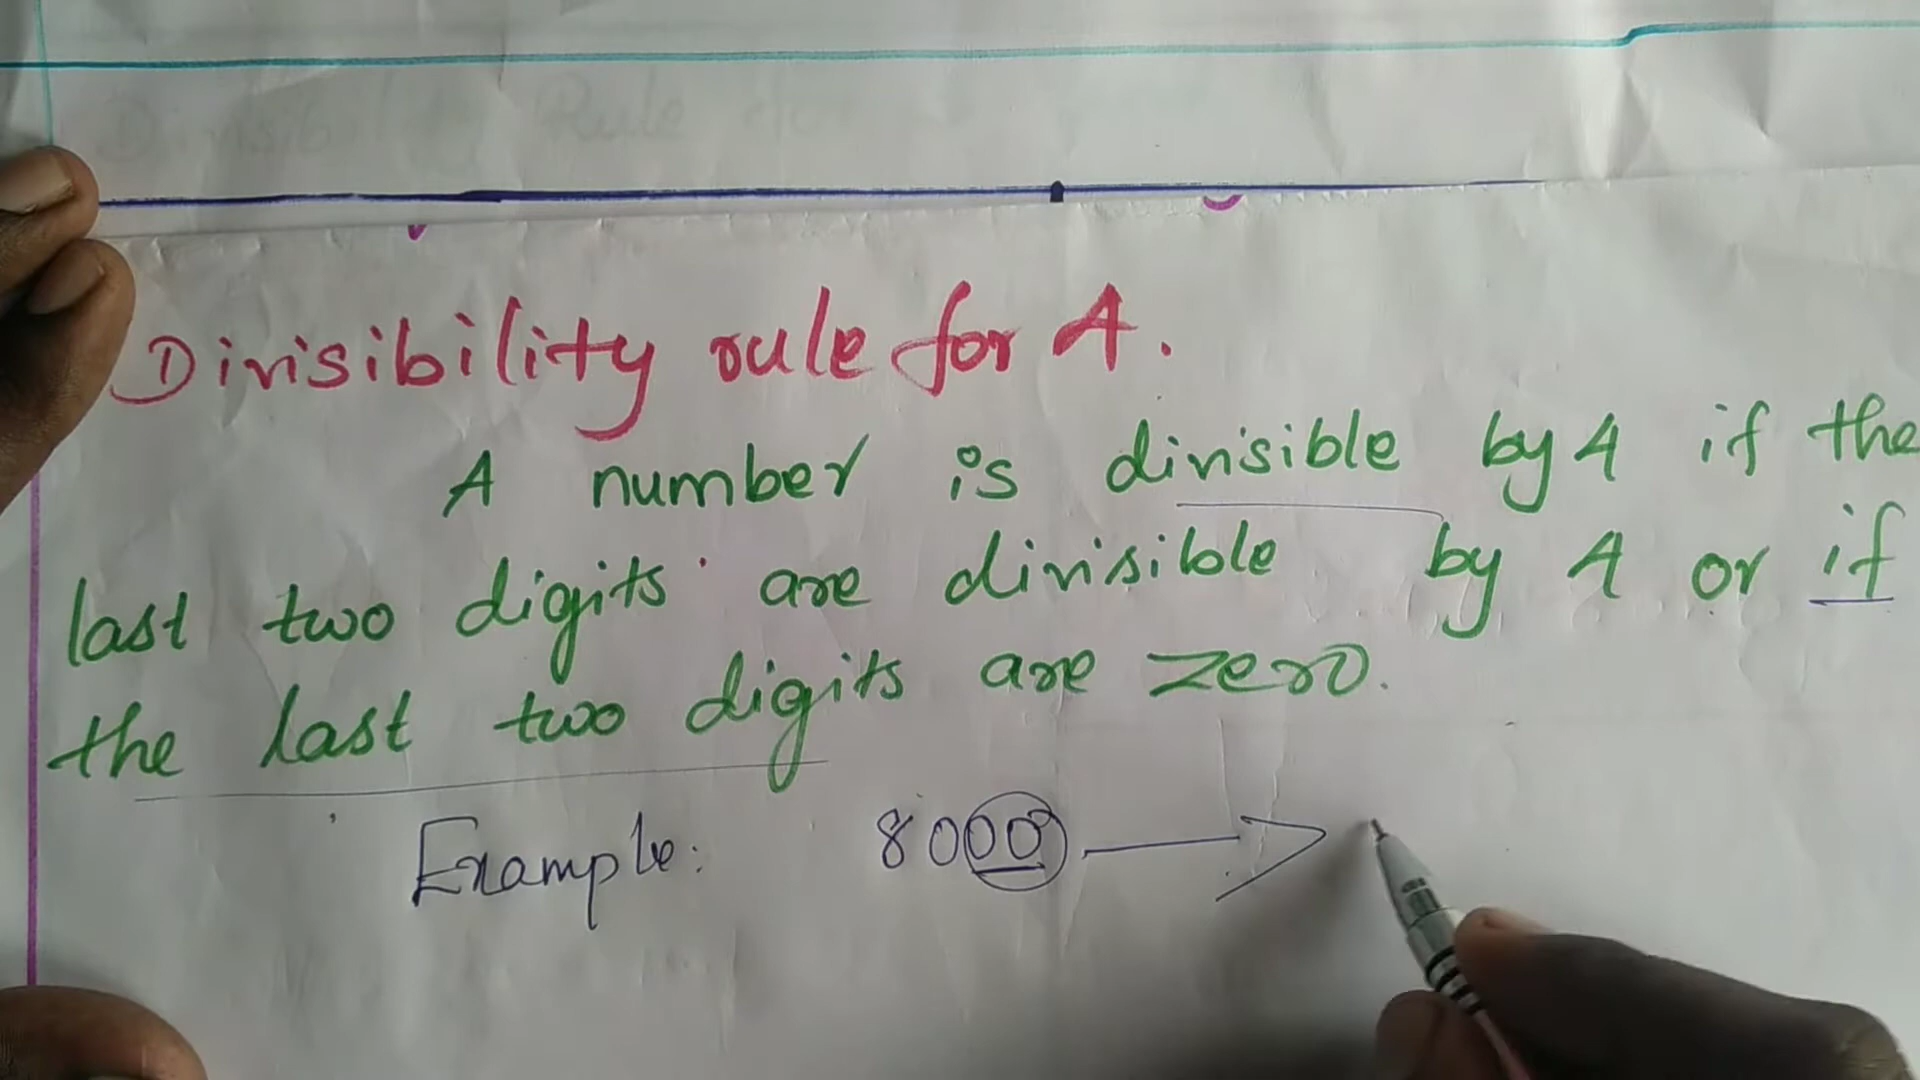 Divisibility rule for 4.
A number is divisible by 4 if the
last two digits are divisible by 4 or if
the last two digits are zero.
Example: 8000